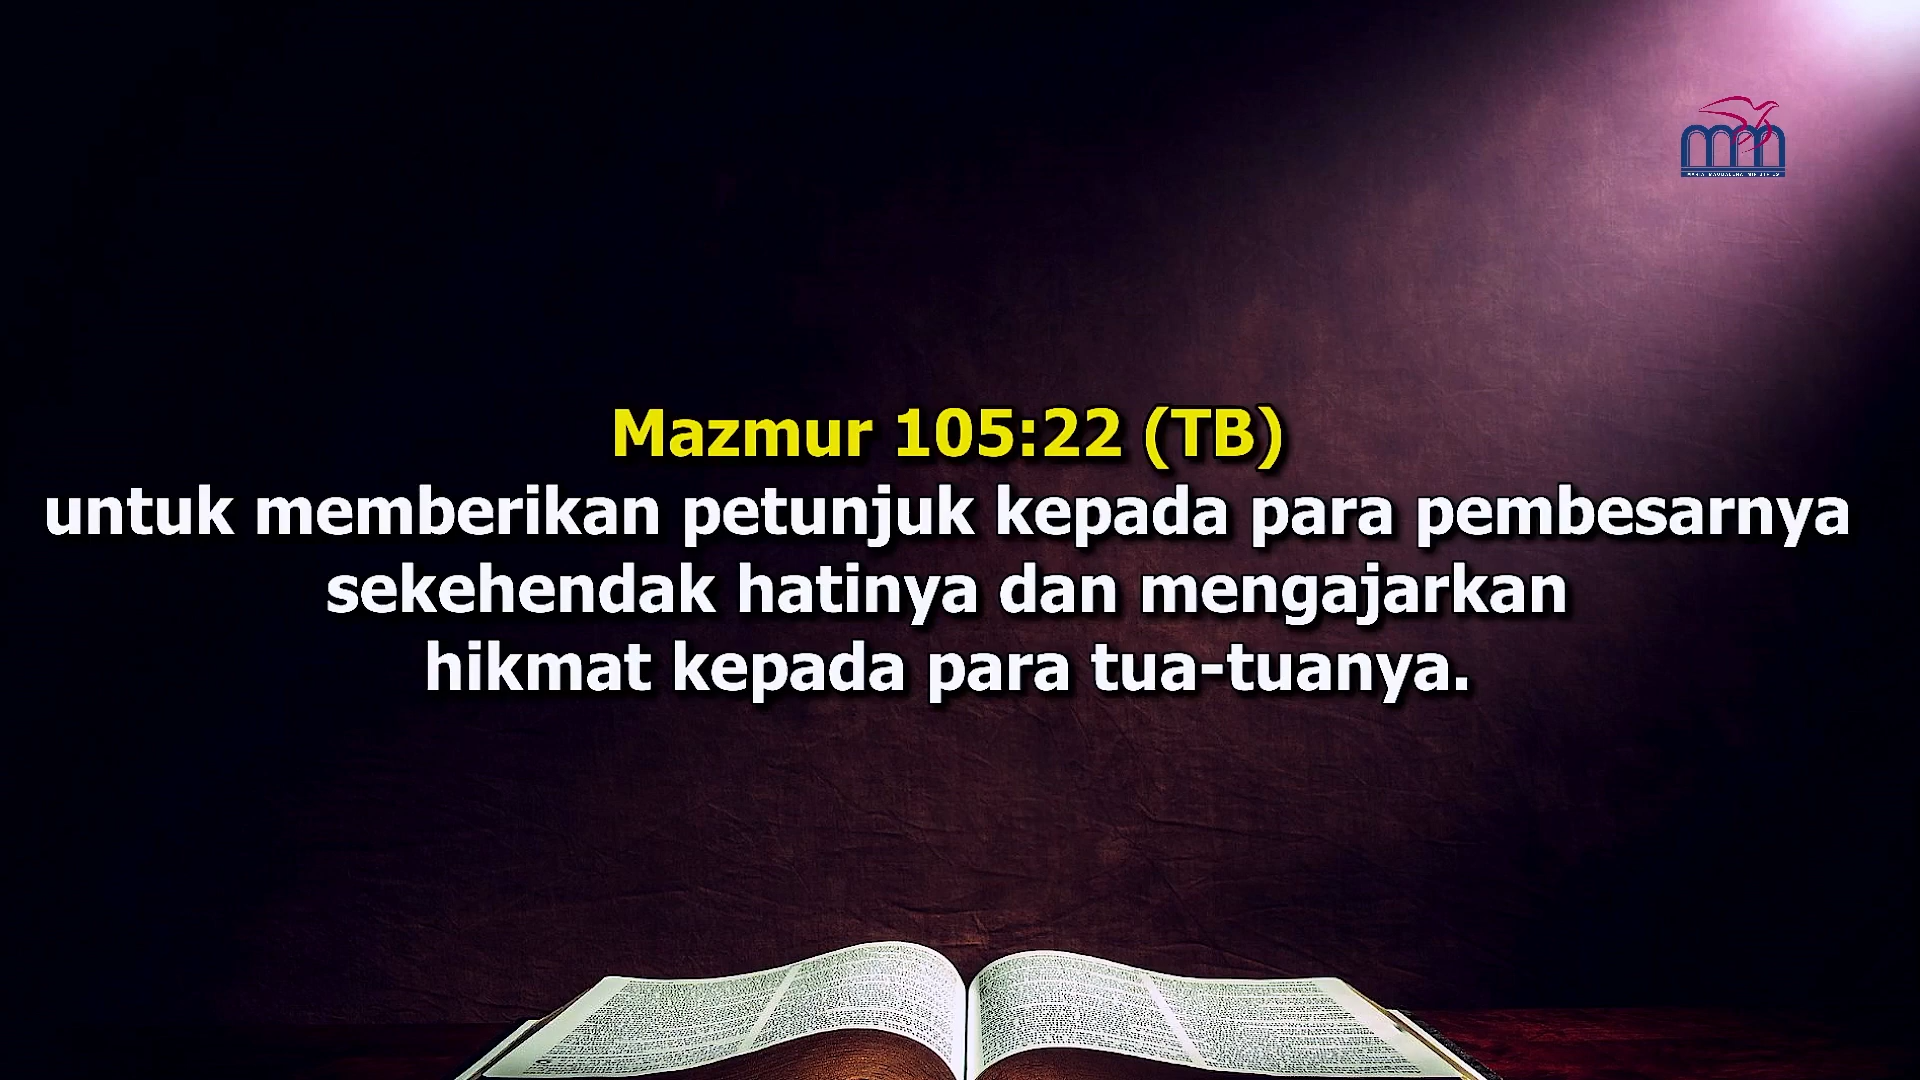 Mazmur 105:22 (TB)
untuk memberikan petunjuk kepada para pembesarnya
sekehendak hatinya dan mengajarkan
hikmat kepada para tua-tuanya.